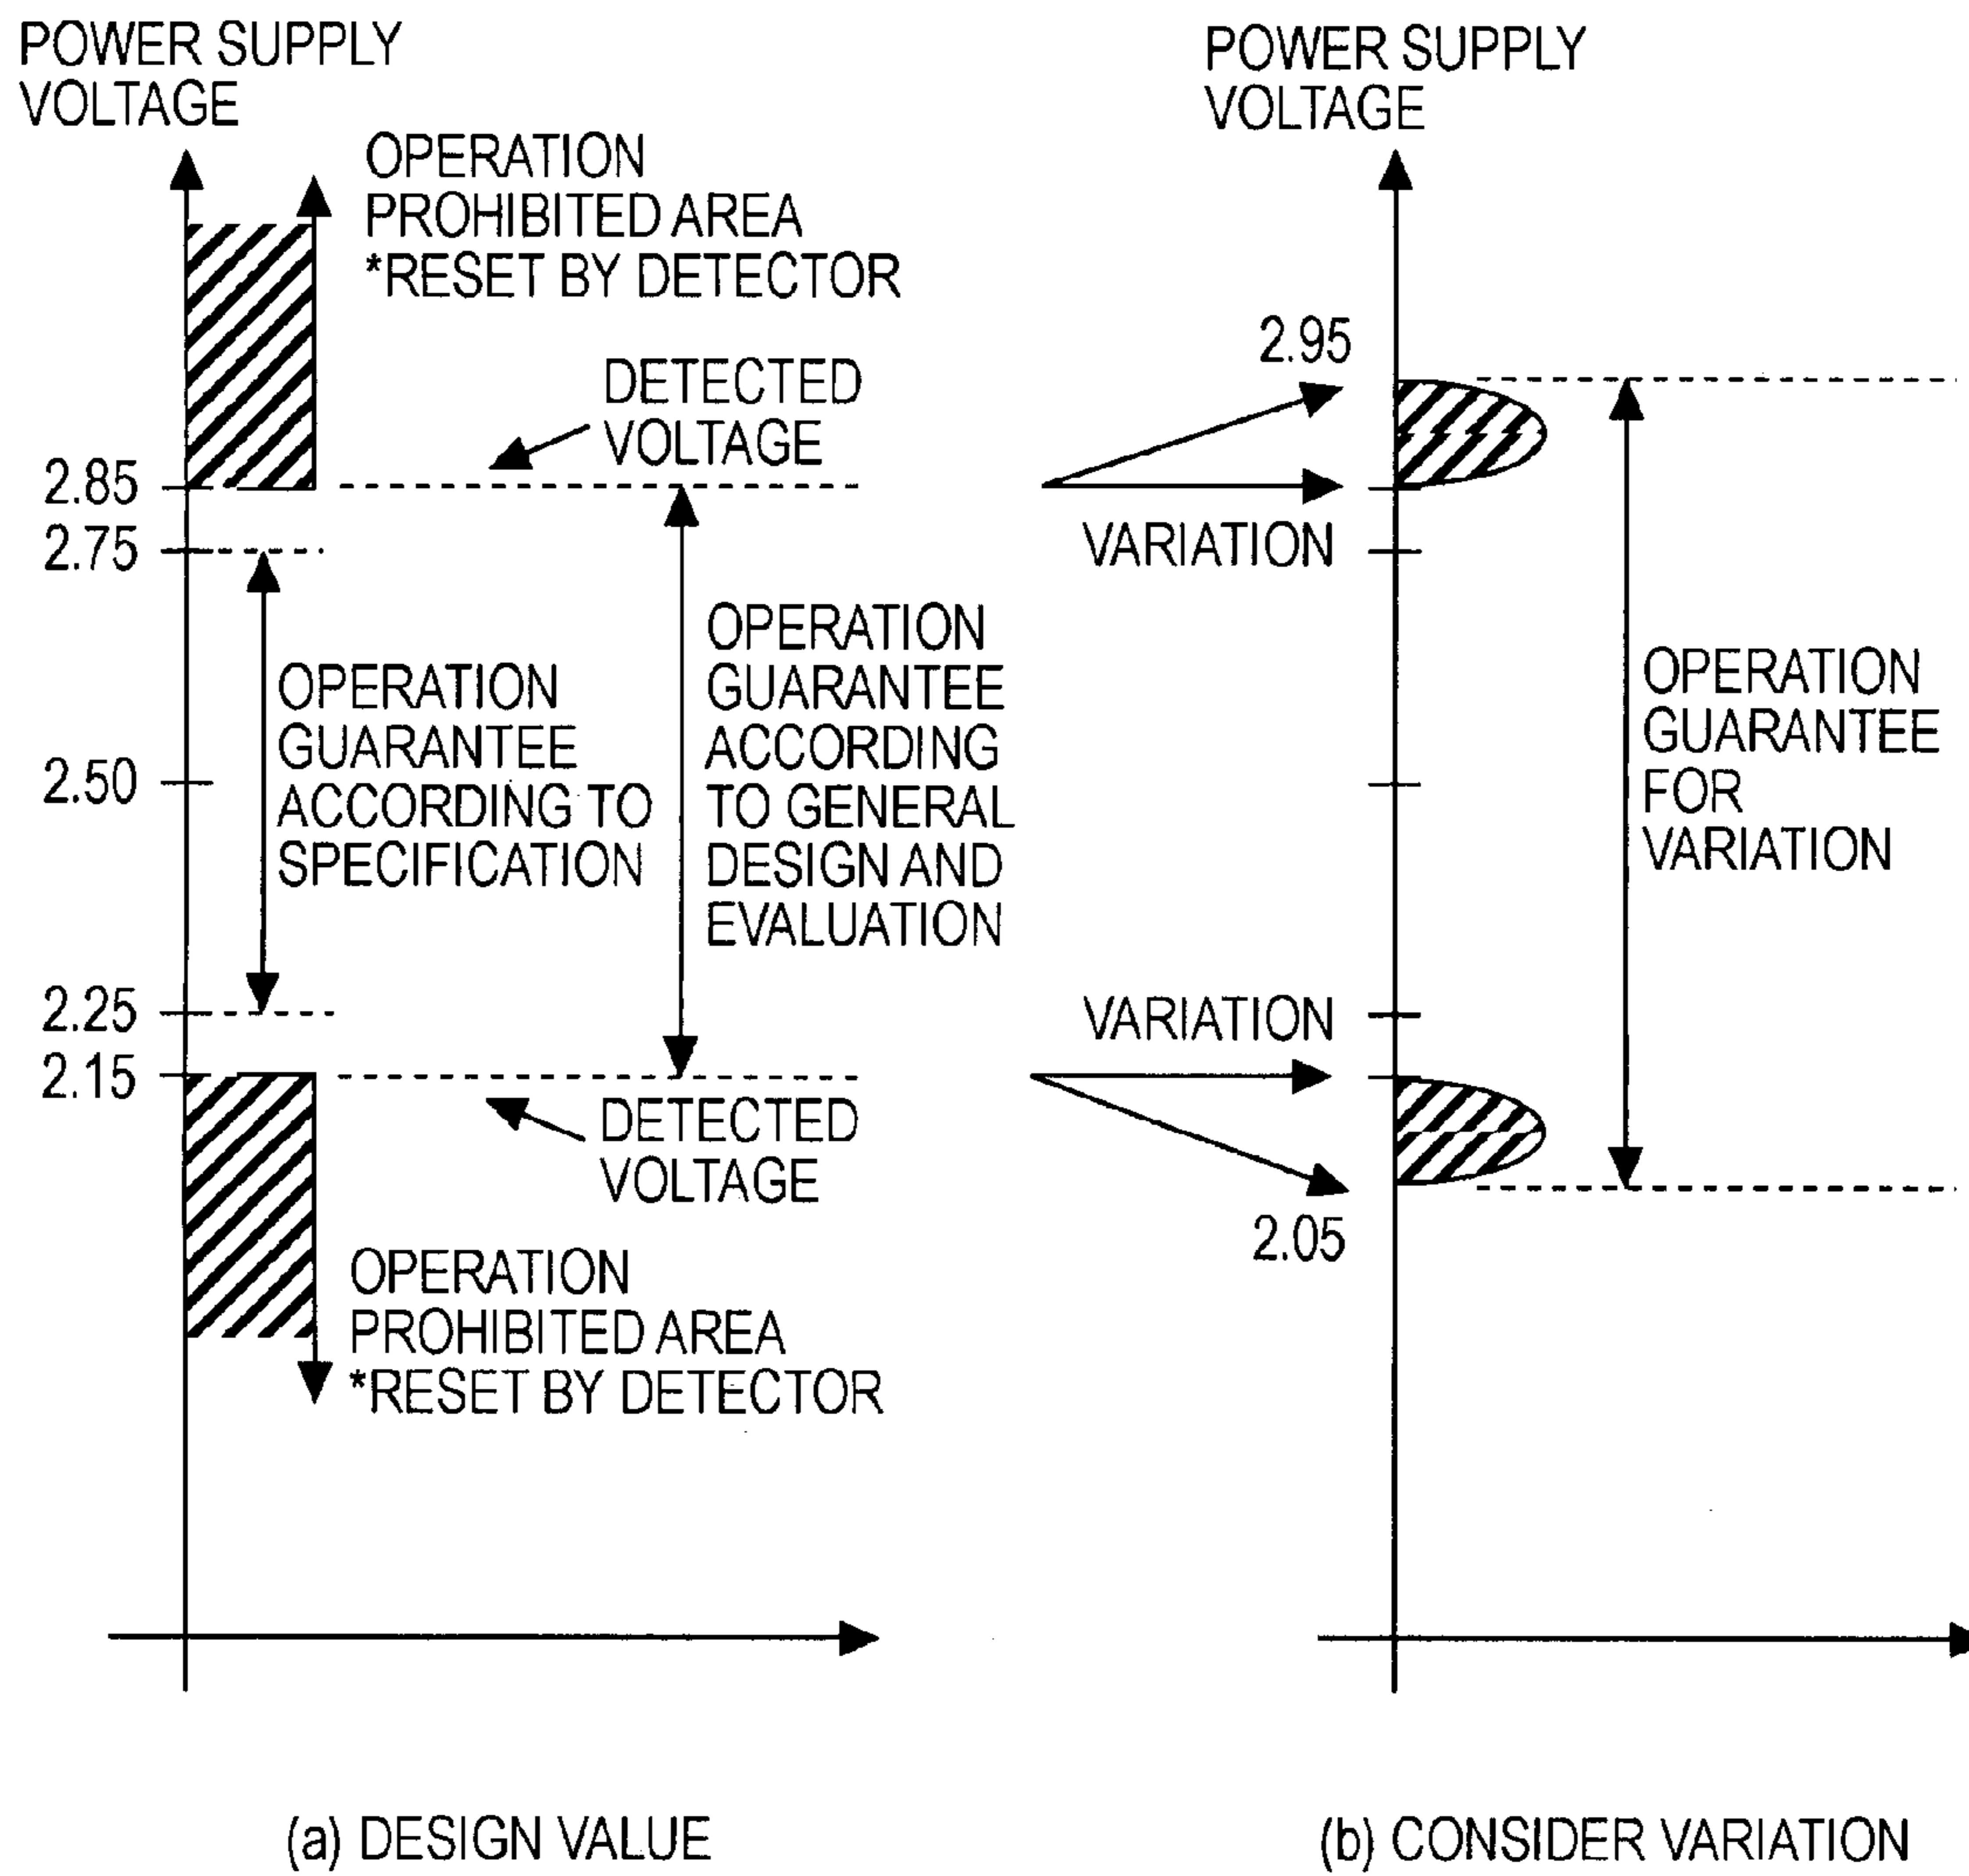 POWER SUPPLY
VOLTAGE
OPERATION
PROHIBITED AREA
*RESET BY DETECTOR
DETECTED
VOLTAGE
2.85
2.75
OPERATION
GUARANTEE
ACCORDING TO
SPECIFICATION
OPERATION
GUARANTEE
ACCORDING
TO GENERAL
DESIGN AND
EVALUATION
2.50
2.25
2.15
DETECTED
VOLTAGE
OPERATION
PROHIBITED AREA
*RESET BY DETECTOR
(a) DESIGN VALUE
POWER SUPPLY
VOLTAGE
2.95
VARIATION
OPERATION
GUARANTEE
FOR
VARIATION
VARIATION
2.05
(b) CONSIDER VARIATION